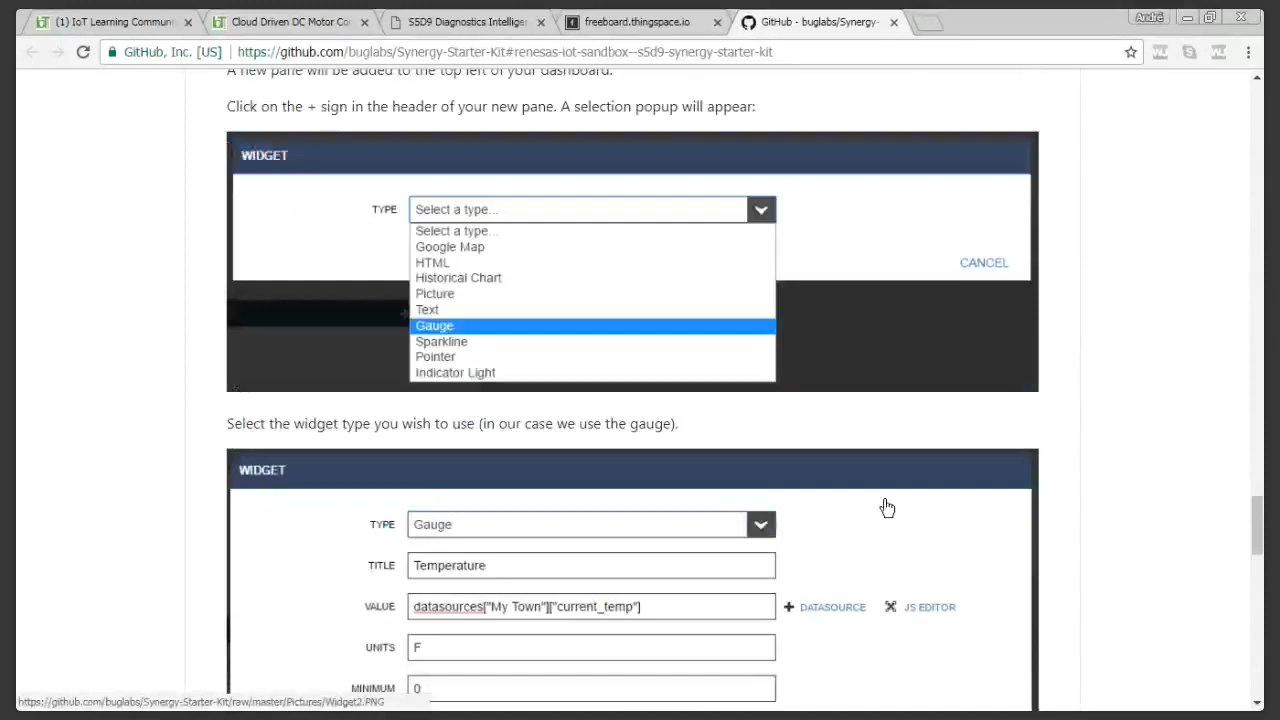 (1) IoT Learning Communi
Cloud Driven DC Motor Co
S5D9 Diagnostics Intellige
freeboard.thingspace.io
GitHub - buglabs/Synergy-
André
GitHub, Inc. [US]
https://github.com/buglabs/Synergy-Starter-Kit#renesas-iot-sandbox--s5d9-synergy-starter-kit
A new pane will be added to the top left of your dashboard.
Click on the + sign in the header of your new pane. A selection popup will appear:
WIDGET
TYPE Select a type...
Select a type...
Google Map
HTML
CANCEL
Historical Chart
Picture
Text
Gauge
Sparkline
Pointer
Indicator Light
Select the widget type you wish to use (in our case we use the gauge).
WIDGET
TYPE Gauge
TITLE Temperature
VALUE datasources["My Town"]["current_temp"] + DATASOURCE JS EDITOR
UNITS F
MINIMUM 0
https://github.com/buglabs/Synergy-Starter-Kit/raw/master/Pictures/Widget2.PNG